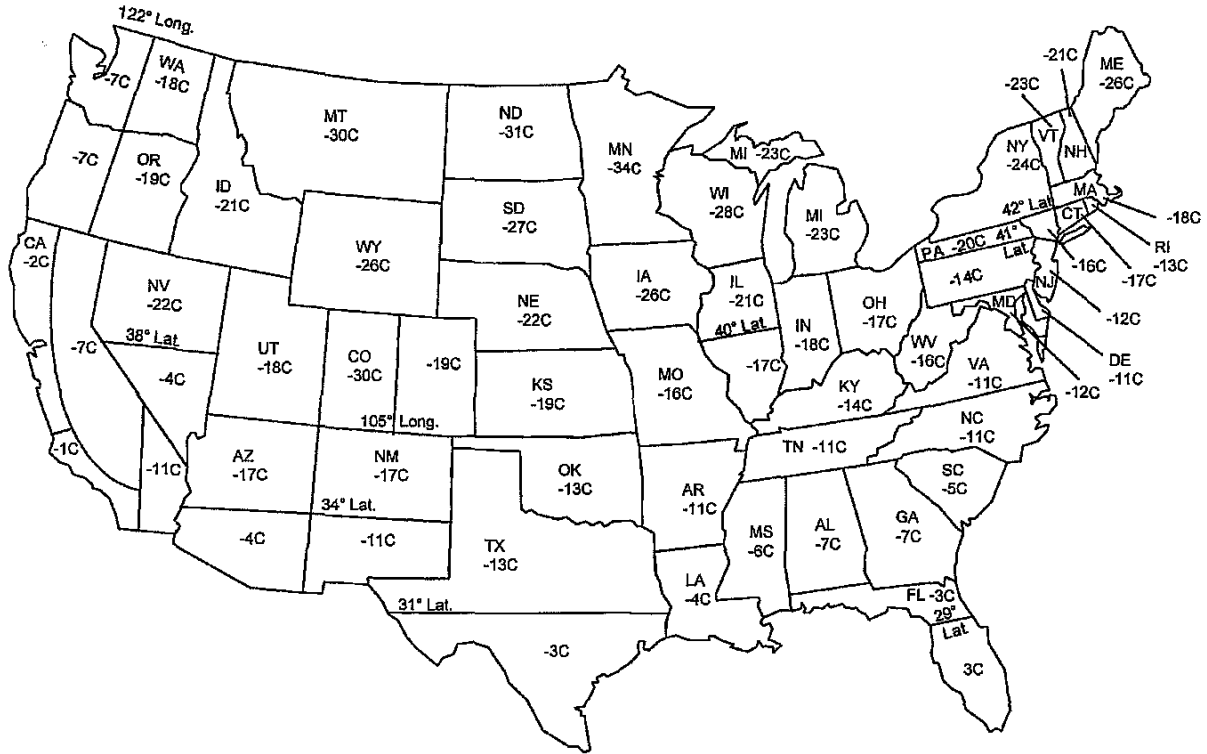 122° Long.
-7C
WA
-18C
-7C
OR
-19C
ID
-21C
MT
-30C
ND
-31C
MN
-34C
SD
-27C
WY
-26C
NE
-22C
CA
-2C
NV
-22C
38° Lat.
-7C
-4C
-1C
-11C
UT
-18C
CO
-30C
-19C
105° Long.
KS
-19C
AZ
-17C
NM
-17C
34° Lat.
-4C
-11C
OK
-13C
TX
-13C
31° Lat.
-3C
IA
-26C
MO
-16C
AR
-11C
LA
-4C
WI
-28C
MI -23C
MI
-23C
IL
-21C
40° Lat.
-17C
IN
-18C
OH
-17C
KY
-14C
TN -11C
MS
-6C
AL
-7C
GA
-7C
FL -3C
29°
Lat
3C
SC
-5C
NC
-11C
VA
-11C
WV
-16C
PA -20C 41°
Lat.
-14C
NY
-24C
42° Lat.
-23C
VT
-21C
NH
ME
-26C
MA
-18C
CT
RI
-13C
-17C
-16C
NJ
-12C
MD
DE
-11C
-12C